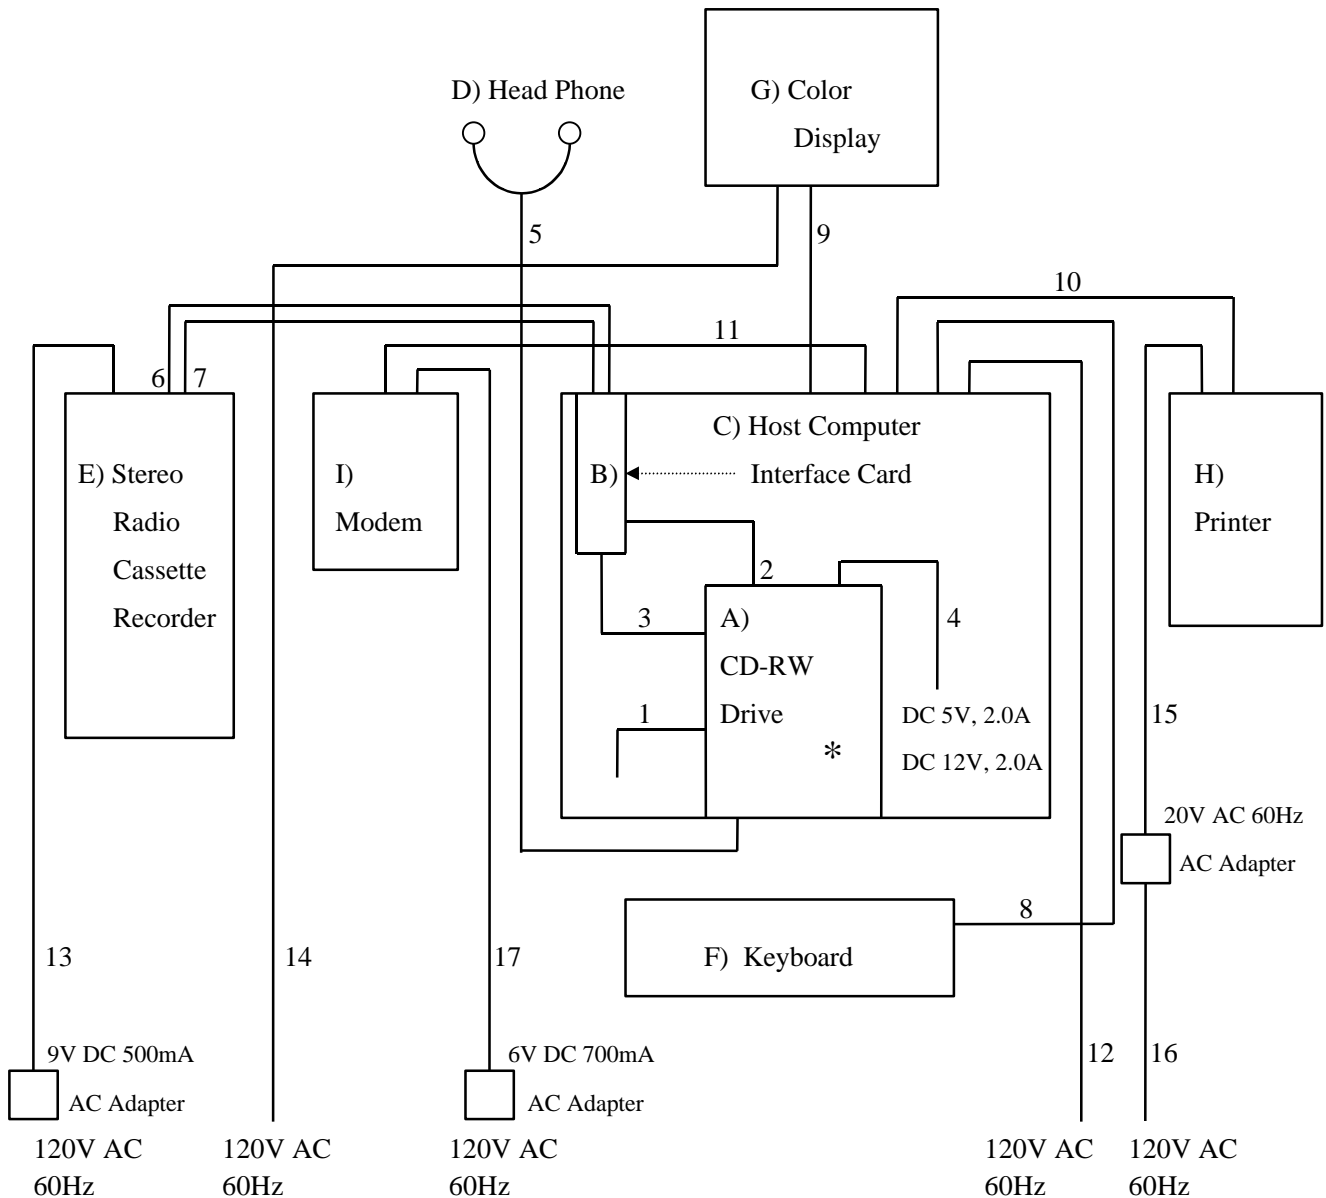 D) Head Phone
G) Color
Display
5
9
10
11
6
7
C) Host Computer
E) Stereo
Radio
Cassette
Recorder
I)
Modem
B)
Interface Card
H)
Printer
2
3
A)
CD-RW
Drive
*
4
1
DC 5V, 2.0A
DC 12V, 2.0A
15
20V AC 60Hz
AC Adapter
8
F) Keyboard
13
14
17
12
16
9V DC 500mA
AC Adapter
6V DC 700mA
AC Adapter
120V AC
60Hz
120V AC
60Hz
120V AC
60Hz
120V AC
60Hz
120V AC
60Hz